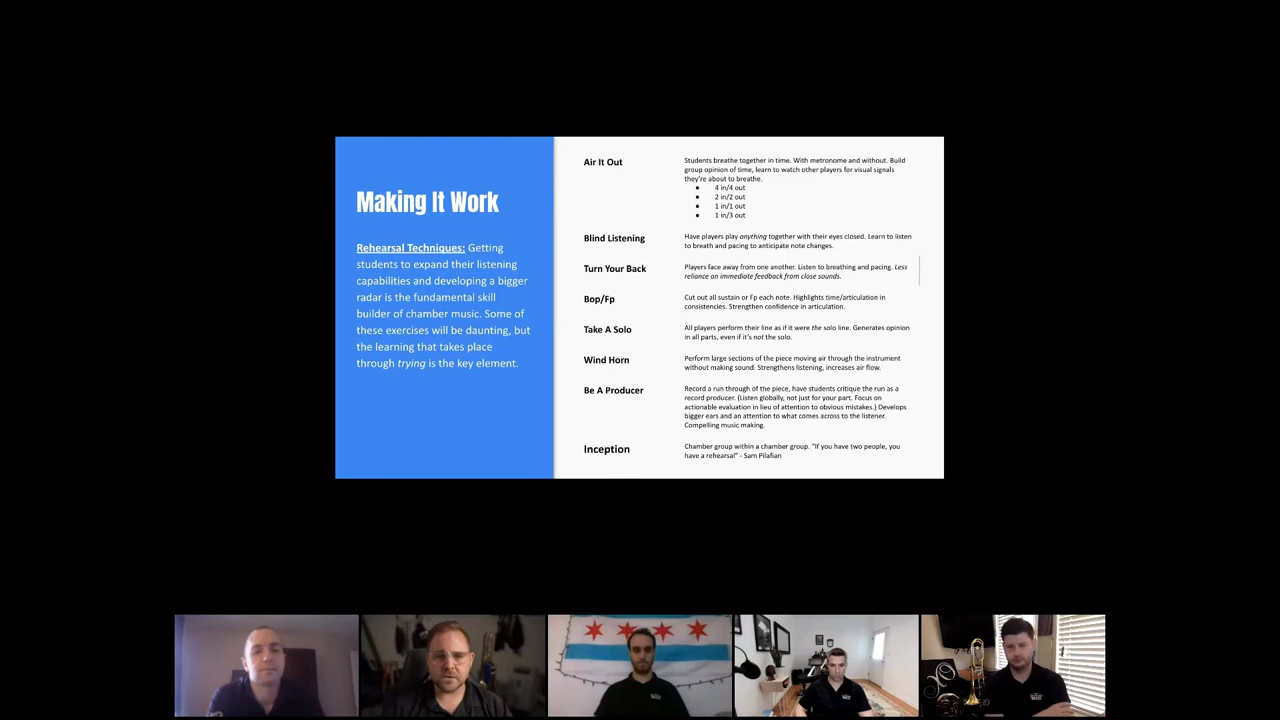 Making It Work
Rehearsal Techniques: Getting
students to expand their listening
capabilities and developing a bigger
radar is the fundamental skill
builder of chamber music. Some of
these exercises will be daunting, but
the learning that takes place
through trying is the key element.
Air It Out
Students breathe together in time. With metronome and without. Build
group opinion of time, learn to watch other players for visual signals
they're about to breathe.
● 4 in/4 out
● 2 in/2 out
● 1 in/1 out
● 1 in/3 out
Blind Listening
Have players play anything together with their eyes closed. Learn to listen
to breath and pacing to anticipate note changes.
Turn Your Back
Players face away from one another. Listen to breathing and pacing. Less
reliance on immediate feedback from close sounds.
Bop/Fp
Cut out all sustain or Fp each note. Highlights time/articulation in
consistencies. Strengthen confidence in articulation.
Take A Solo
All players perform their line as if it were the solo line. Generates opinion
in all parts, even if it's not the solo.
Wind Horn
Perform large sections of the piece moving air through the instrument
without making sound. Strengthens listening, increases air flow.
Be A Producer
Record a run through of the piece, have students critique the run as a
record producer. (Listen globally, not just for your part. Focus on
actionable evaluation in lieu of attention to obvious mistakes.) Develops
bigger ears and an attention to what comes across to the listener.
Compelling music making.
Inception
Chamber group within a chamber group. "If you have two people, you
have a rehearsal" - Sam Pilafian